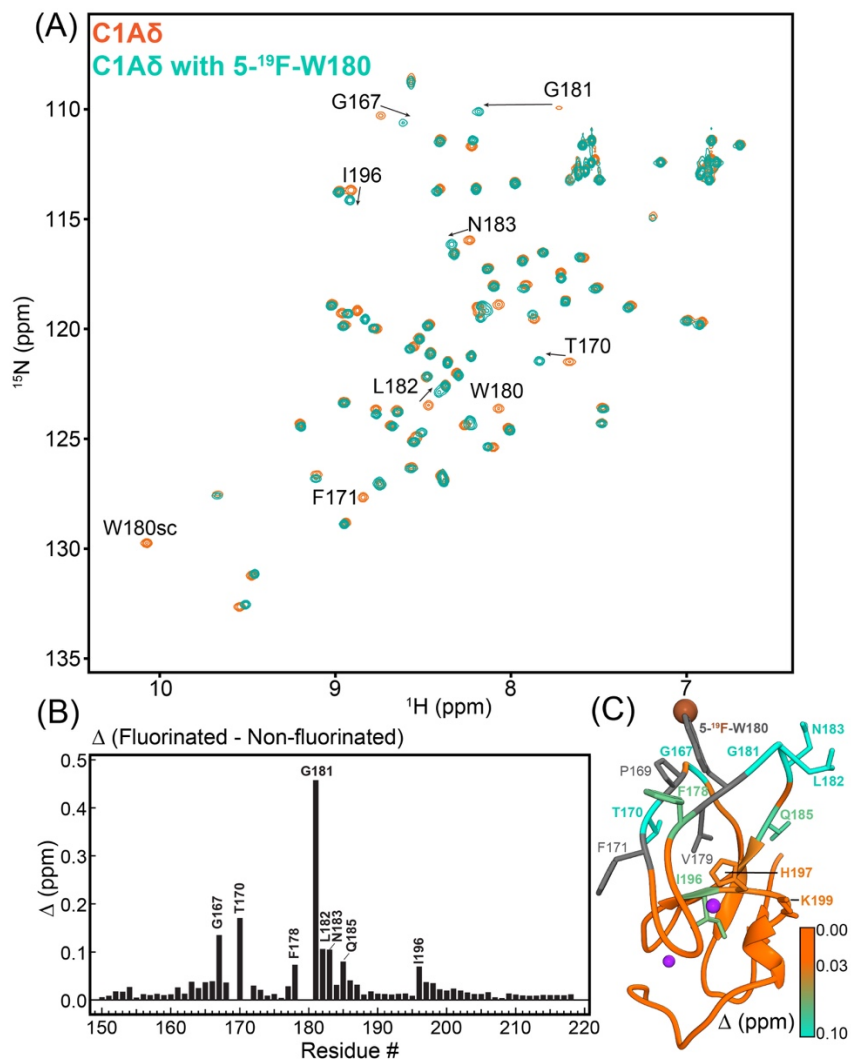 (A)
C1Aδ
C1Aδ with 5-¹⁹F-W180
G167
G181
I196
N183
T170
L182
W180
F171
W180sc
110
115
120
125
130
135
¹⁵N (ppm)
10
9
8
7
¹H (ppm)
(B)
Δ (Fluorinated - Non-fluorinated)
Δ (ppm)
0.5
0.4
0.3
0.2
0.1
0.0
G167
T170
F178
G181
L182
N183
Q185
I196
150
160
170
180
190
200
210
220
Residue #
(C)
5-¹⁹F-W180
N183
G167
G181
P169
L182
F178
T170
Q185
F171
V179
H197
I196
K199
0.00
0.03
0.10
Δ (ppm)